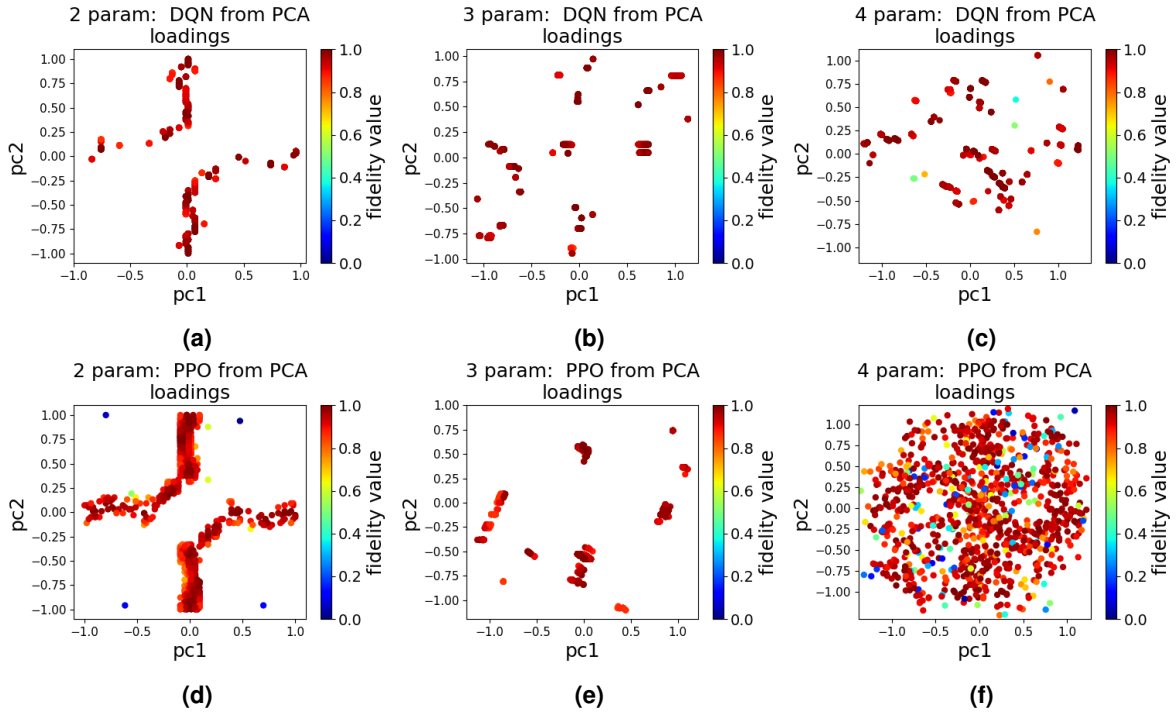 2 param:  DQN from PCA
loadings
1.00
0.75
0.50
0.25
0.00
−0.25
−0.50
−0.75
−1.00
pc2
−1.0 −0.5 0.0 0.5 1.0
pc1
1.0
0.8
0.6
0.4
0.2
0.0
fidelity value
(a)
3 param:  DQN from PCA
loadings
1.00
0.75
0.50
0.25
0.00
−0.25
−0.50
−0.75
−1.00
pc2
−1.0 −0.5 0.0 0.5 1.0
pc1
1.0
0.8
0.6
0.4
0.2
0.0
fidelity value
(b)
4 param:  DQN from PCA
loadings
1.00
0.75
0.50
0.25
0.00
−0.25
−0.50
−0.75
−1.00
pc2
−1.0 −0.5 0.0 0.5 1.0
pc1
1.0
0.8
0.6
0.4
0.2
0.0
fidelity value
(c)
2 param:  PPO from PCA
loadings
1.00
0.75
0.50
0.25
0.00
−0.25
−0.50
−0.75
−1.00
pc2
−1.0 −0.5 0.0 0.5 1.0
pc1
1.0
0.8
0.6
0.4
0.2
0.0
fidelity value
(d)
3 param:  PPO from PCA
loadings
0.75
0.50
0.25
0.00
−0.25
−0.50
−0.75
−1.00
pc2
−1.0 −0.5 0.0 0.5 1.0
pc1
1.0
0.8
0.6
0.4
0.2
0.0
fidelity value
(e)
4 param:  PPO from PCA
loadings
1.00
0.75
0.50
0.25
0.00
−0.25
−0.50
−0.75
−1.00
pc2
−1.0 −0.5 0.0 0.5 1.0
pc1
1.0
0.8
0.6
0.4
0.2
0.0
fidelity value
(f)